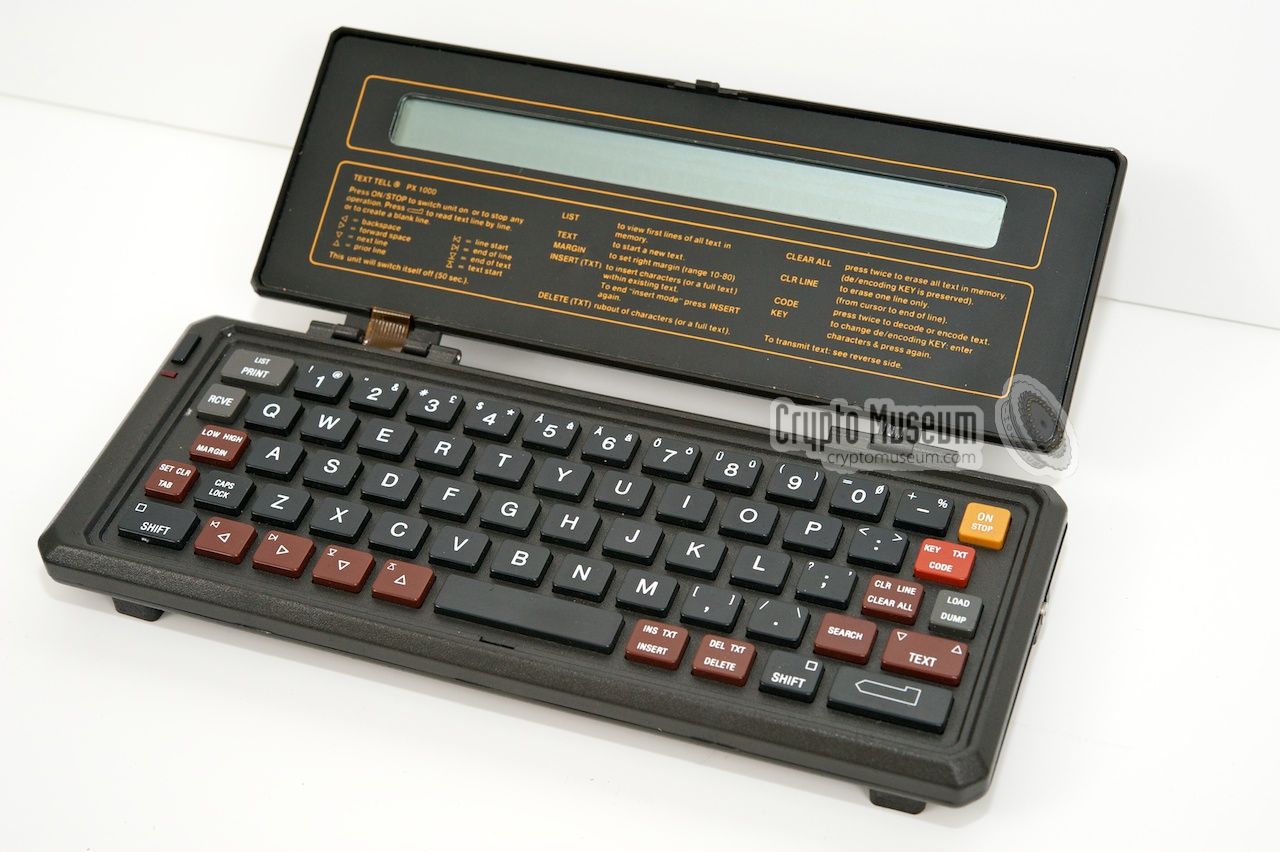 TEXT TELL ® PX 1000
Press ON/STOP to switch unit on or to stop any
operation. Press to read text line by line.
or to create a blank line.
= backspace
= forward space
= next line
= prior line
= line start
= end of line
= end of text
= text start
This unit will switch itself off (50 sec.).
LIST to view first lines of all text in
memory.
TEXT to start a new text.
MARGIN to set right margin (range 10-80)
INSERT (TXT) to insert characters (or a full text)
within existing text.
To end "insert mode" press INSERT
again.
DELETE (TXT) rubout of characters (or a full text).
CLEAR ALL press twice to erase all text in memory.
(de/encoding KEY is preserved).
CLR LINE to erase one line only.
(from cursor to end of line).
CODE press twice to decode or encode text.
KEY to change de/encoding KEY: enter
characters & press again.
To transmit text: see reverse side.
Crypto Museum
cryptomuseum.com
LIST
PRINT
! 1 @
" 2 &
# 3 £
$ 4 *
Å 5 å
Ä 6 ä
Ö 7 ö
Ü 8 ü
( 9 )
= 0 Ø
+ _ %
ON
STOP
RCVE
Q W E R T Y U I O P
< : >
KEY TXT
CODE
LOW HIGH
MARGIN
A S D F G H J K L
' ; '
CLR LINE
CLEAR ALL
LOAD
DUMP
SET CLR
TAB
CAPS
LOCK
Z X C V B N M
[ , ]
/ . \
SEARCH
TEXT
SHIFT
INS TXT
INSERT
DEL TXT
DELETE
SHIFT